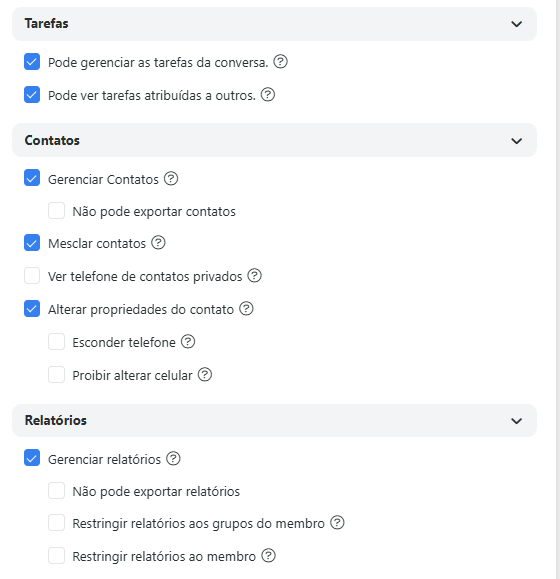 Tarefas
Pode gerenciar as tarefas da conversa.
Pode ver tarefas atribuídas a outros.
Contatos
Gerenciar Contatos
Não pode exportar contatos
Mesclar contatos
Ver telefone de contatos privados
Alterar propriedades do contato
Esconder telefone
Proibir alterar celular
Relatórios
Gerenciar relatórios
Não pode exportar relatórios
Restringir relatórios aos grupos do membro
Restringir relatórios ao membro